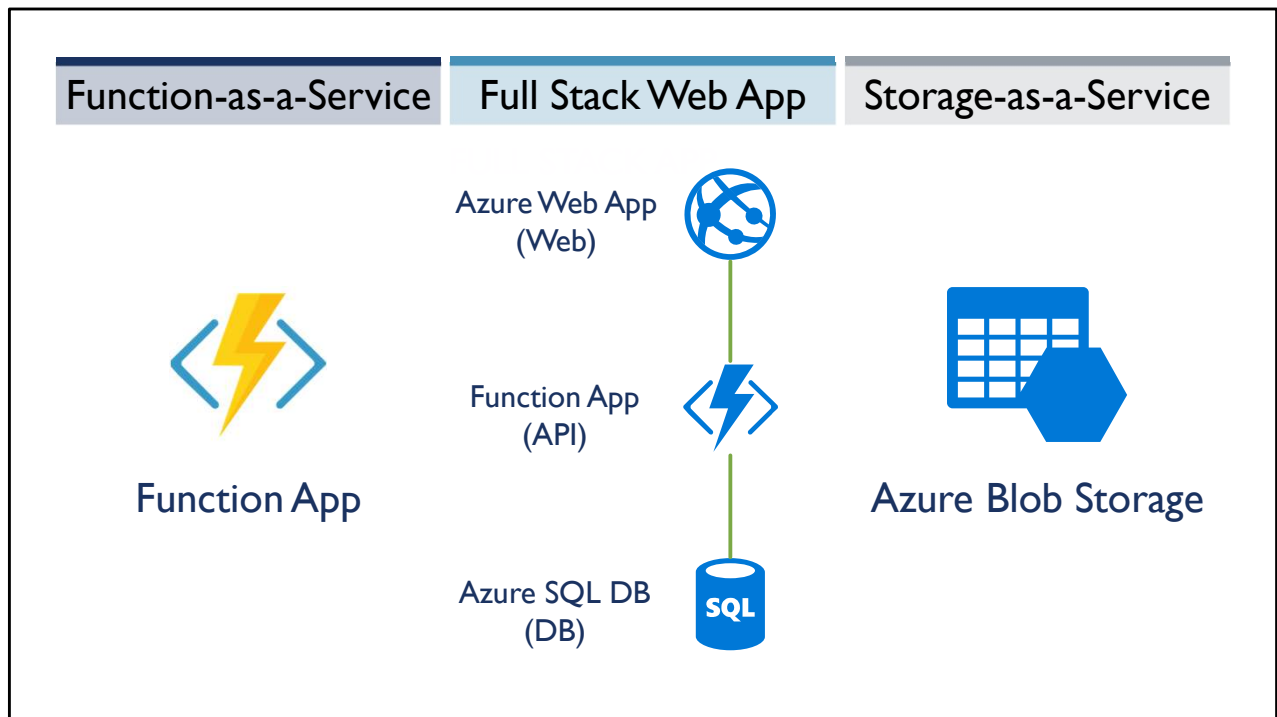 Function-as-a-Service
Full Stack Web App
Storage-as-a-Service
Azure Web App
(Web)
Function App
Function App
(API)
Azure Blob Storage
Azure SQL DB
(DB)
SQL